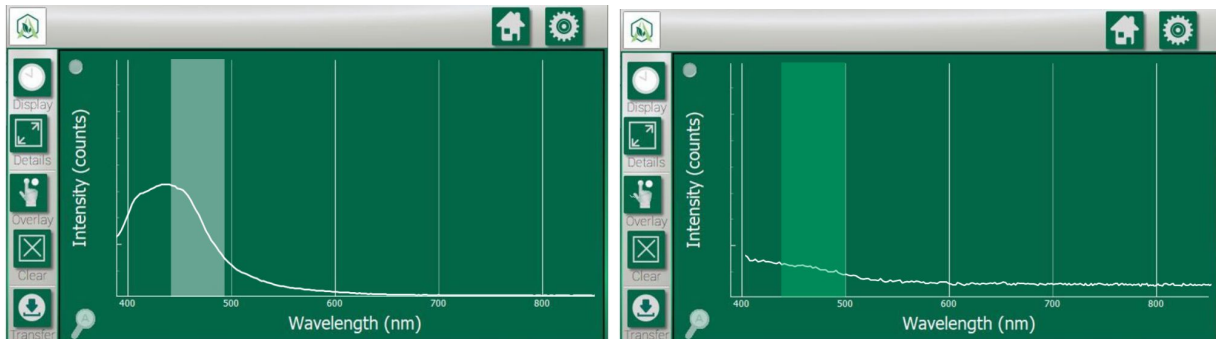 Display
Details
Overlay
Clear
Transfer
Intensity (counts)
400 500 600 700 800
Wavelength (nm)
A
Display
Details
Overlay
Clear
Transfer
Intensity (counts)
400 500 600 700 800
Wavelength (nm)
A